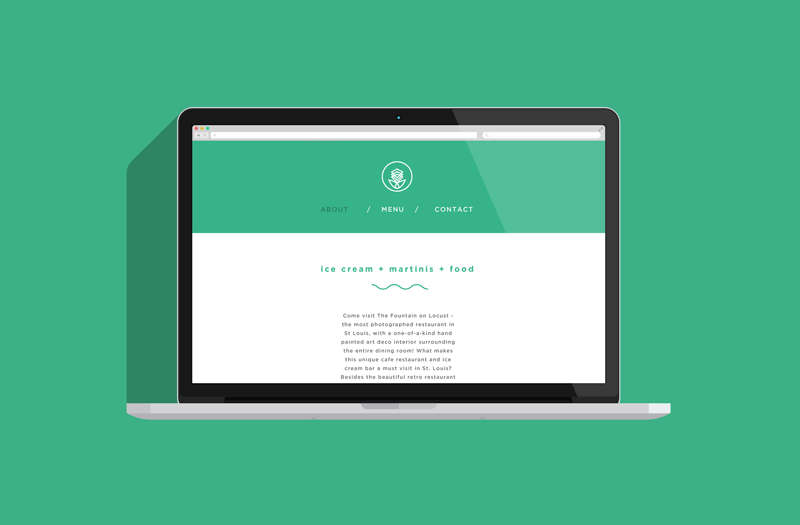 ABOUT / MENU / CONTACT
ice cream + martinis + food
Come visit The Fountain on Locust -
the most photographed restaurant in
St Louis, with a one-of-a-kind hand
painted art deco interior surrounding
the entire dining room! What makes
this unique cafe restaurant and ice
cream bar a must visit in St. Louis?
Besides the beautiful retro restaurant